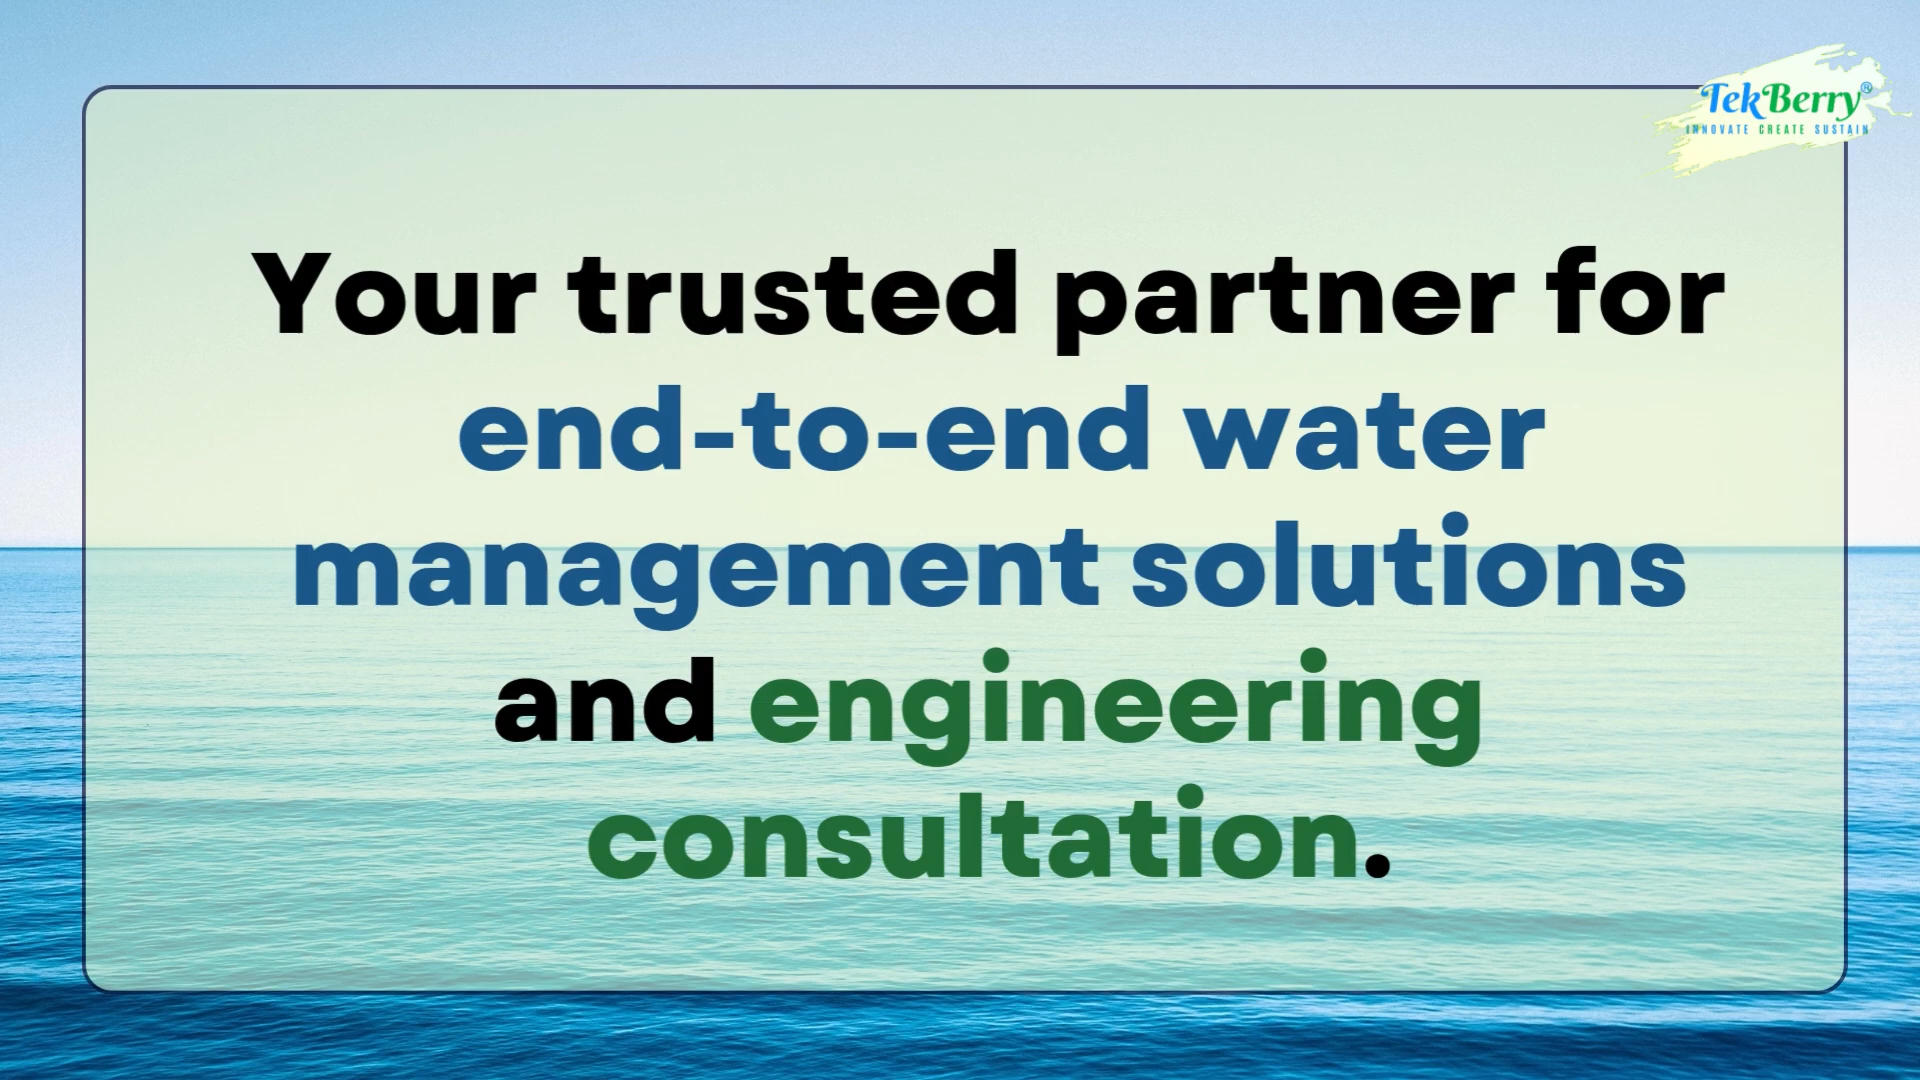 TekBerry®
INNOVATE CREATE SUSTAIN
Your trusted partner for
end-to-end water
management solutions
and engineering
consultation.